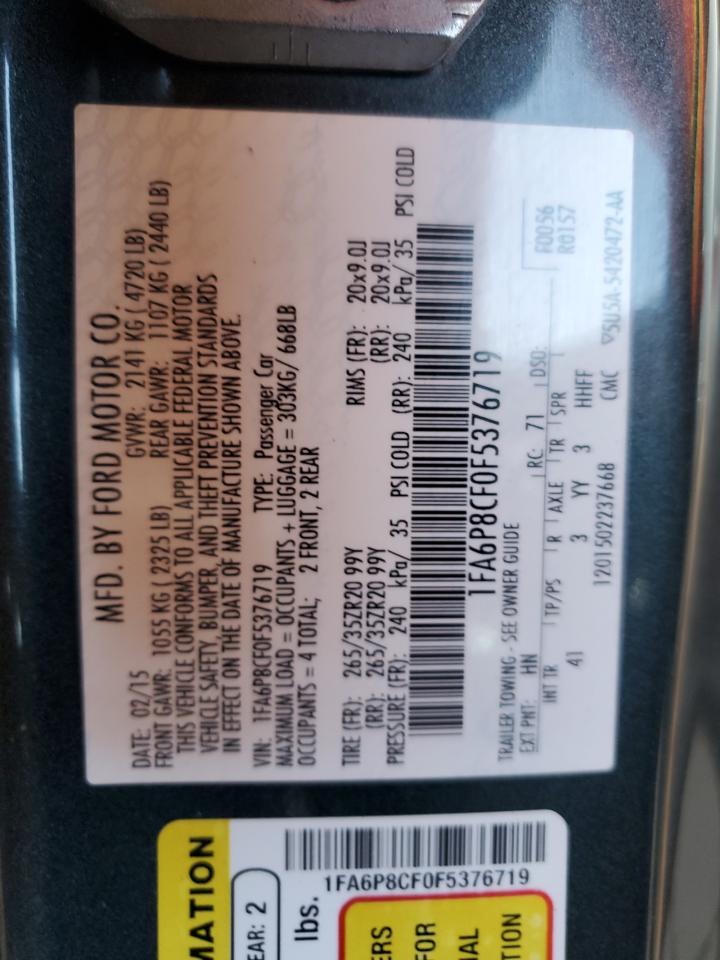 MFD. BY FORD MOTOR CO.
DATE: 02/15 GVWR: 2141 KG ( 4720 LB)
FRONT GAWR: 1055 KG ( 2325 LB) REAR GAWR: 1107 KG ( 2440 LB)
THIS VEHICLE CONFORMS TO ALL APPLICABLE FEDERAL MOTOR
VEHICLE SAFETY, BUMPER, AND THEFT PREVENTION STANDARDS
IN EFFECT ON THE DATE OF MANUFACTURE SHOWN ABOVE.
VIN: 1FA6P8CF0F5376719 TYPE: Passenger Car
MAXIMUM LOAD = OCCUPANTS + LUGGAGE = 303KG/ 668LB
OCCUPANTS = 4 TOTAL; 2 FRONT, 2 REAR
TIRE (FR): 265/35ZR20 99Y RIMS (FR): 20x9.0J
(RR): 265/35ZR20 99Y (RR): 20x9.0J
PRESSURE (FR): 240 kPa/ 35 PSI COLD (RR): 240 kPa/ 35 PSI COLD
1FA6P8CF0F5376719
TRAILER TOWING - SEE OWNER GUIDE
EXT PNT: HN RC: 71 DSO: F0056
R0157
INT TR TP/PS R AXLE TR SPR
41 3 YY 3 HHFF
1201502237668 CMC ▽5U5A-5420472-AA
MATION
EAR: 2
lbs.
1FA6P8CF0F5376719
ERS
FOR
AL
TION